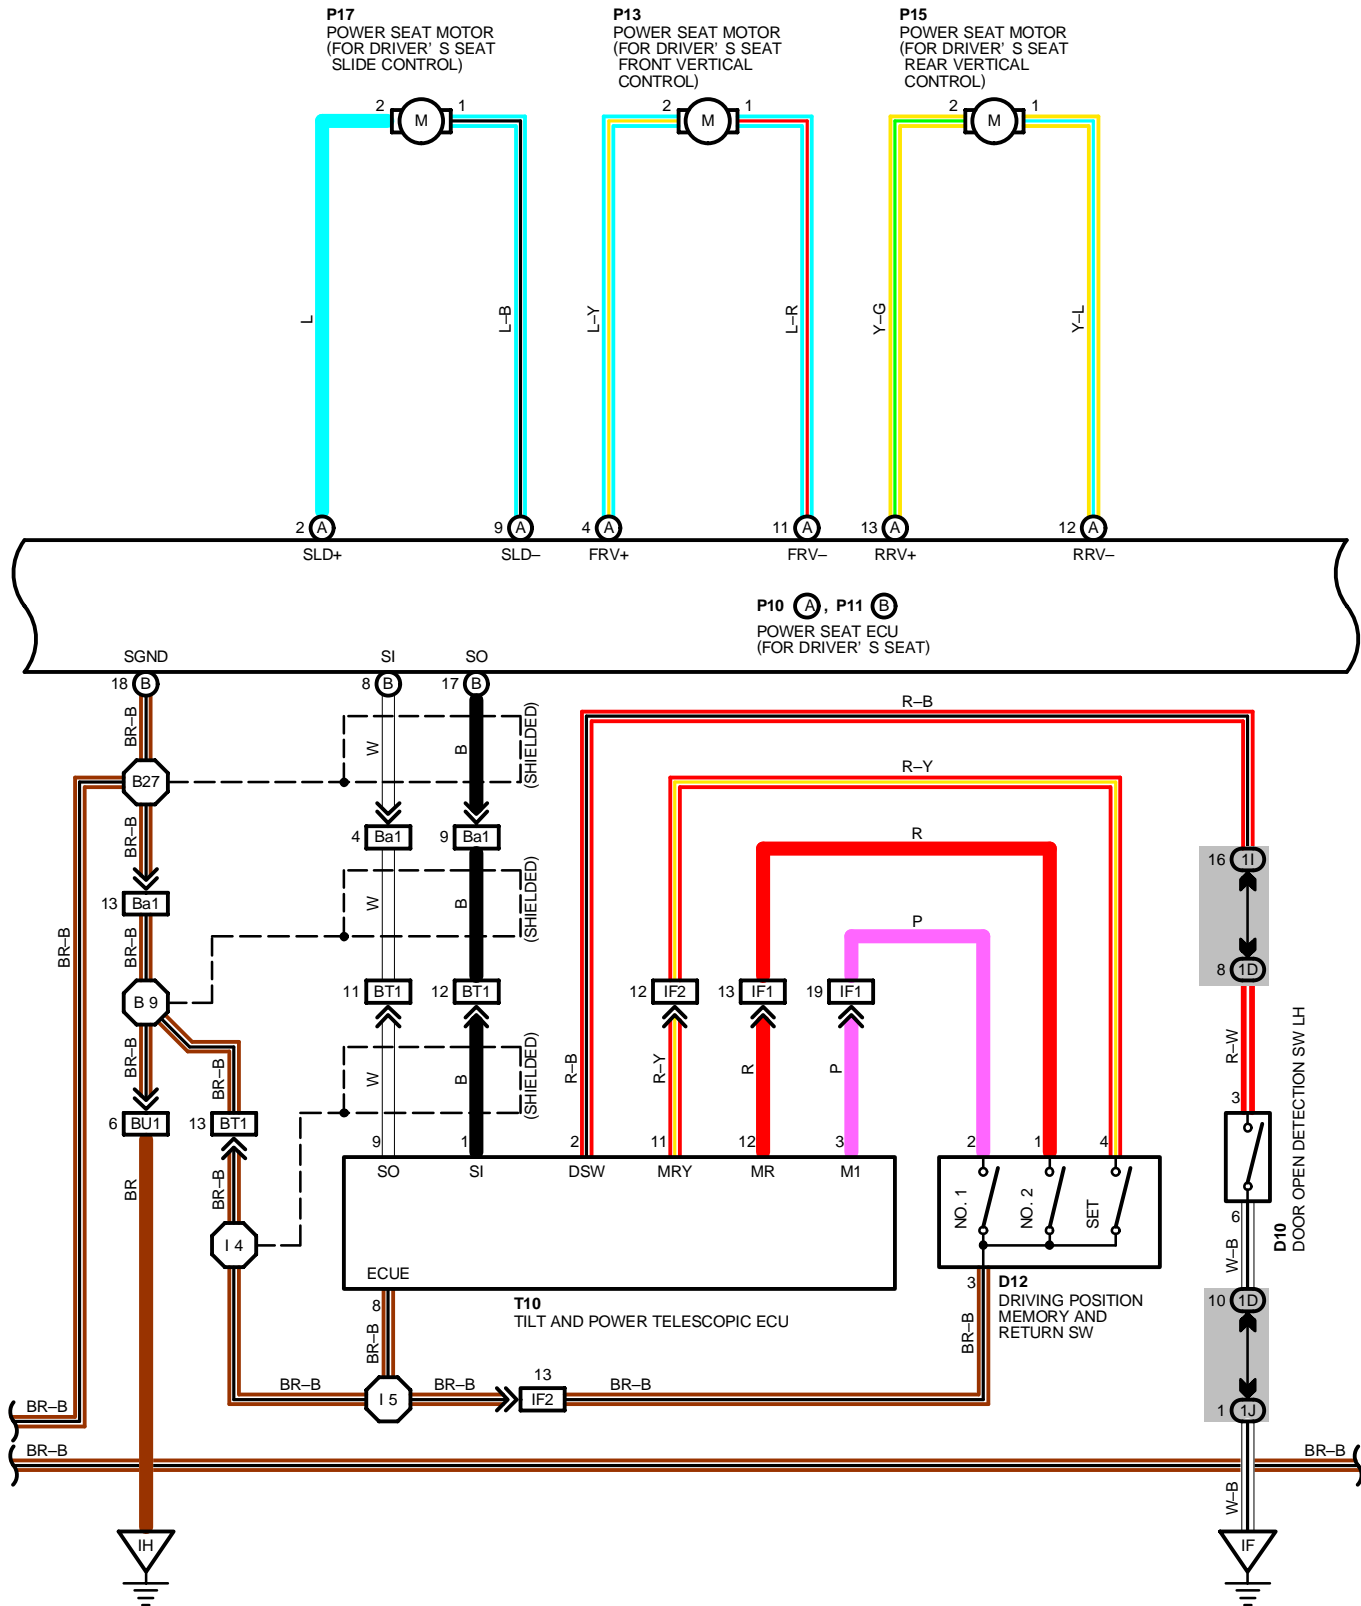 P17
POWER SEAT MOTOR
(FOR DRIVER' S SEAT
SLIDE CONTROL)
P13
POWER SEAT MOTOR
(FOR DRIVER' S SEAT
FRONT VERTICAL
CONTROL)
P15
POWER SEAT MOTOR
(FOR DRIVER' S SEAT
REAR VERTICAL
CONTROL)
2 M 1
2 M 1
2 M 1
L
L–B
L–Y
L–R
Y–G
Y–L
2 A
9 A
4 A
11 A
13 A
12 A
SLD+
SLD–
FRV+
FRV–
RRV+
RRV–
P10 A , P11 B
POWER SEAT ECU
(FOR DRIVER' S SEAT)
SGND
SI
SO
18 B
8 B
17 B
BR–B
W
B
(SHIELDED)
R–B
B27
R–Y
BR–B
4 Ba1
9 Ba1
R
16 1I
13 Ba1
W
B
(SHIELDED)
P
BR–B
BR–B
8 1D
B 9
11 BT1
12 BT1
12 IF2
13 IF1
19 IF1
BR–B
BR–B
W
B
(SHIELDED)
R–B
R–Y
R
P
R–W
3
6 BU1
13 BT1
9
1
2
11
12
3
2
1
4
SO
SI
DSW
MRY
MR
M1
BR
BR–B
NO. 1
NO. 2
SET
6
D10
DOOR OPEN DETECTION SW LH
I 4
W–B
ECUE
8
3
T10
TILT AND POWER TELESCOPIC ECU
D12
DRIVING POSITION
MEMORY AND
RETURN SW
10 1D
BR–B
BR–B
BR–B
I 5
BR–B
13
IF2
BR–B
1 1J
BR–B
BR–B
BR–B
W–B
IH
IF